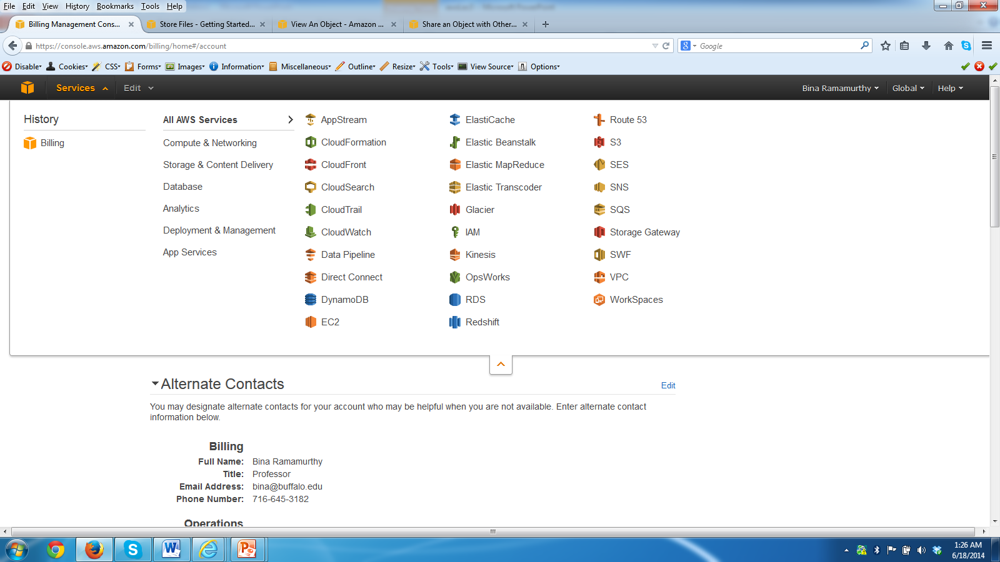 File Edit View History Bookmarks Tools Help
Billing Management Cons... Store Files - Getting Started... View An Object - Amazon ... Share an Object with Other...
https://console.aws.amazon.com/billing/home#/account
Google
Disable Cookies CSS Forms Images Information Miscellaneous Outline Resize Tools View Source Options
Services Edit Bina Ramamurthy Global Help
History
Billing
All AWS Services
Compute & Networking
Storage & Content Delivery
Database
Analytics
Deployment & Management
App Services
AppStream
CloudFormation
CloudFront
CloudSearch
CloudTrail
CloudWatch
Data Pipeline
Direct Connect
DynamoDB
EC2
ElastiCache
Elastic Beanstalk
Elastic MapReduce
Elastic Transcoder
Glacier
IAM
Kinesis
OpsWorks
RDS
Redshift
Route 53
S3
SES
SNS
SQS
Storage Gateway
SWF
VPC
WorkSpaces
Alternate Contacts Edit
You may designate alternate contacts for your account who may be helpful when you are not available. Enter alternate contact
information below.
Billing
Full Name: Bina Ramamurthy
Title: Professor
Email Address: bina@buffalo.edu
Phone Number: 716-645-3182
Operations
1:26 AM
6/18/2014